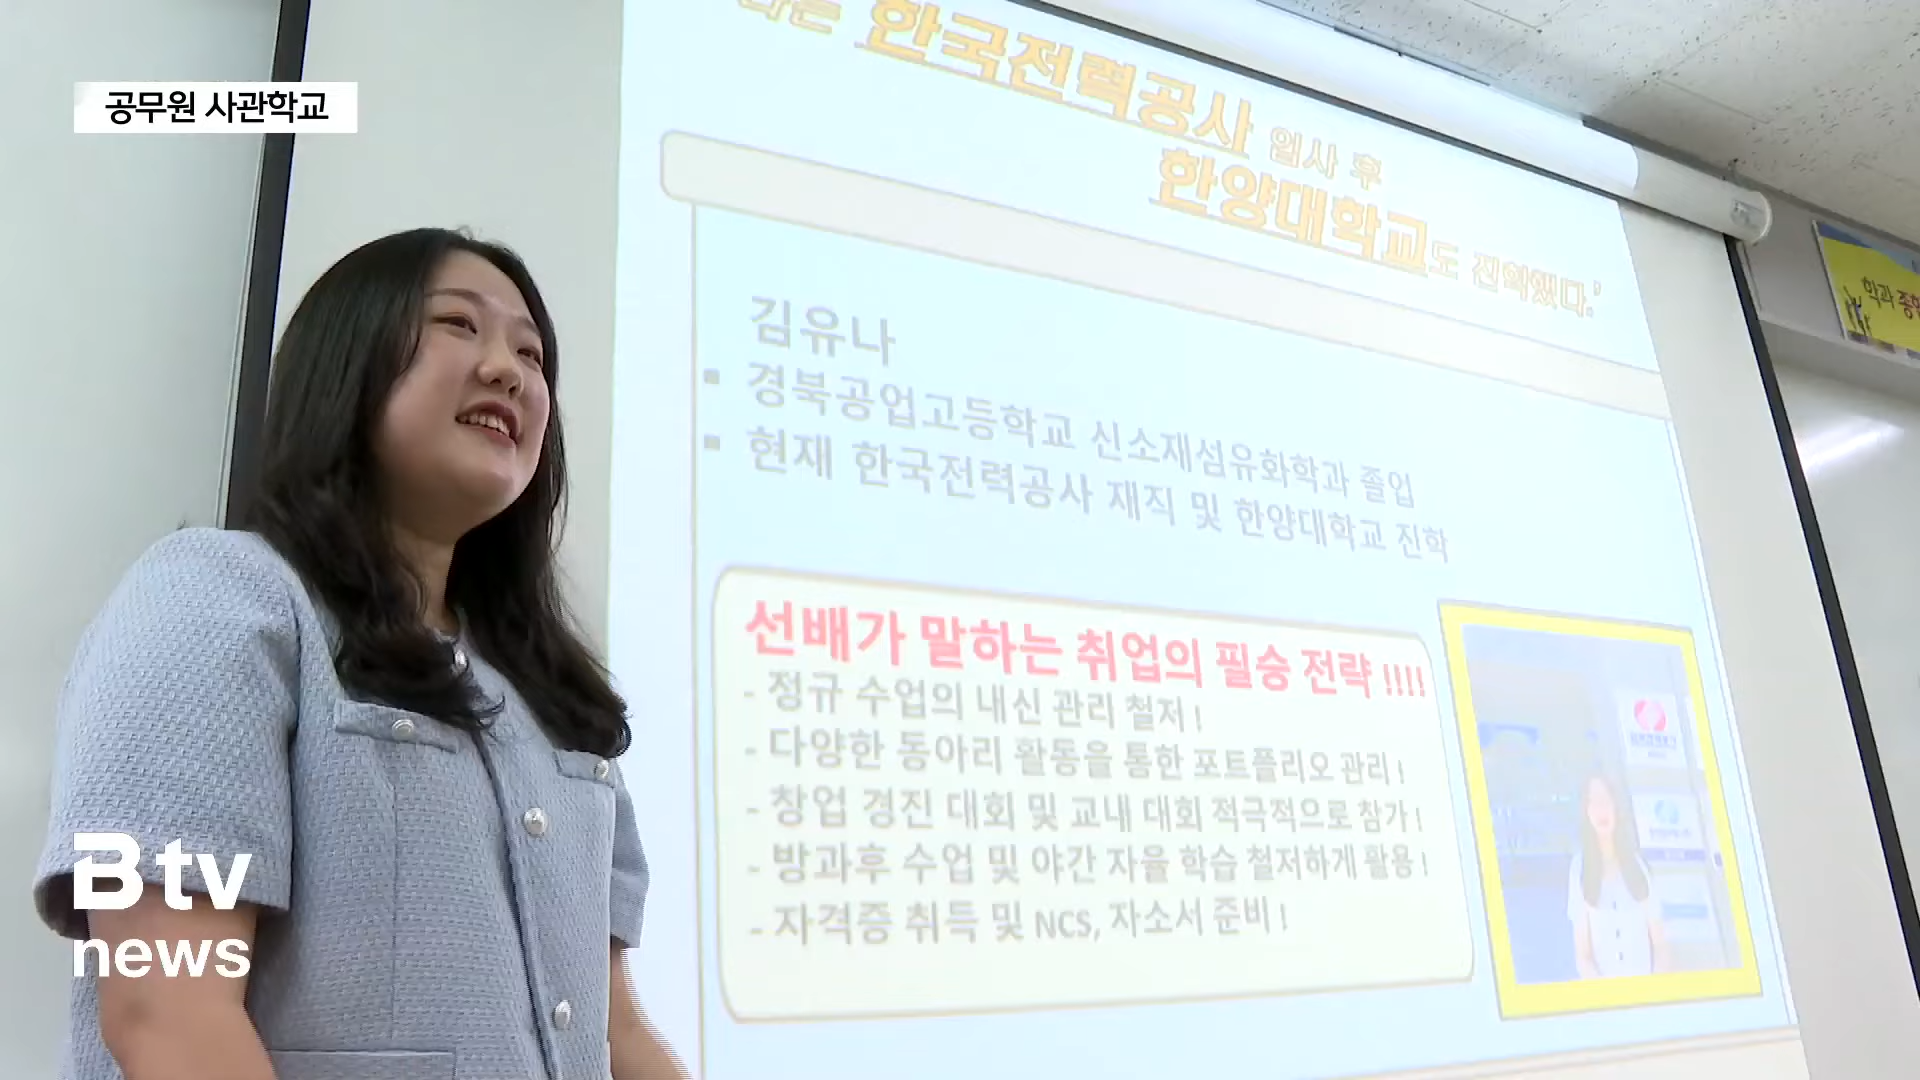 공무원 사관학교
나는 한국전력공사 입사 후
한양대학교도 진학했다.'
김유나
▪ 경북공업고등학교 신소재섬유화학과 졸업
▪ 현재 한국전력공사 재직 및 한양대학교 진학
선배가 말하는 취업의 필승 전략 !!!!
- 정규 수업의 내신 관리 철저 !
- 다양한 동아리 활동을 통한 포트폴리오 관리 !
- 창업 경진 대회 및 교내 대회 적극적으로 참가 !
- 방과후 수업 및 야간 자율 학습 철저하게 활용 !
- 자격증 취득 및 NCS, 자소서 준비 !
학과
B tv
news